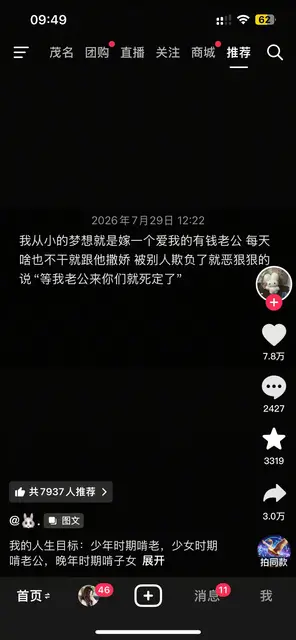 09:49
62
茂名 团购 直播 关注 商城 推荐
2026年7月29日 12:22
我从小的梦想就是嫁一个爱我的有钱老公 每天
啥也不干就跟他撒娇 被别人欺负了就恶狠狠的
说“等我老公来你们就死定了”
7.8万
2427
3319
3.0万
共7937人推荐
@🐰. 图文
我的人生目标：少年时期啃老，少女时期
啃老公，晚年时期啃子女 展开
拍同款
首页 46 消息 11 我